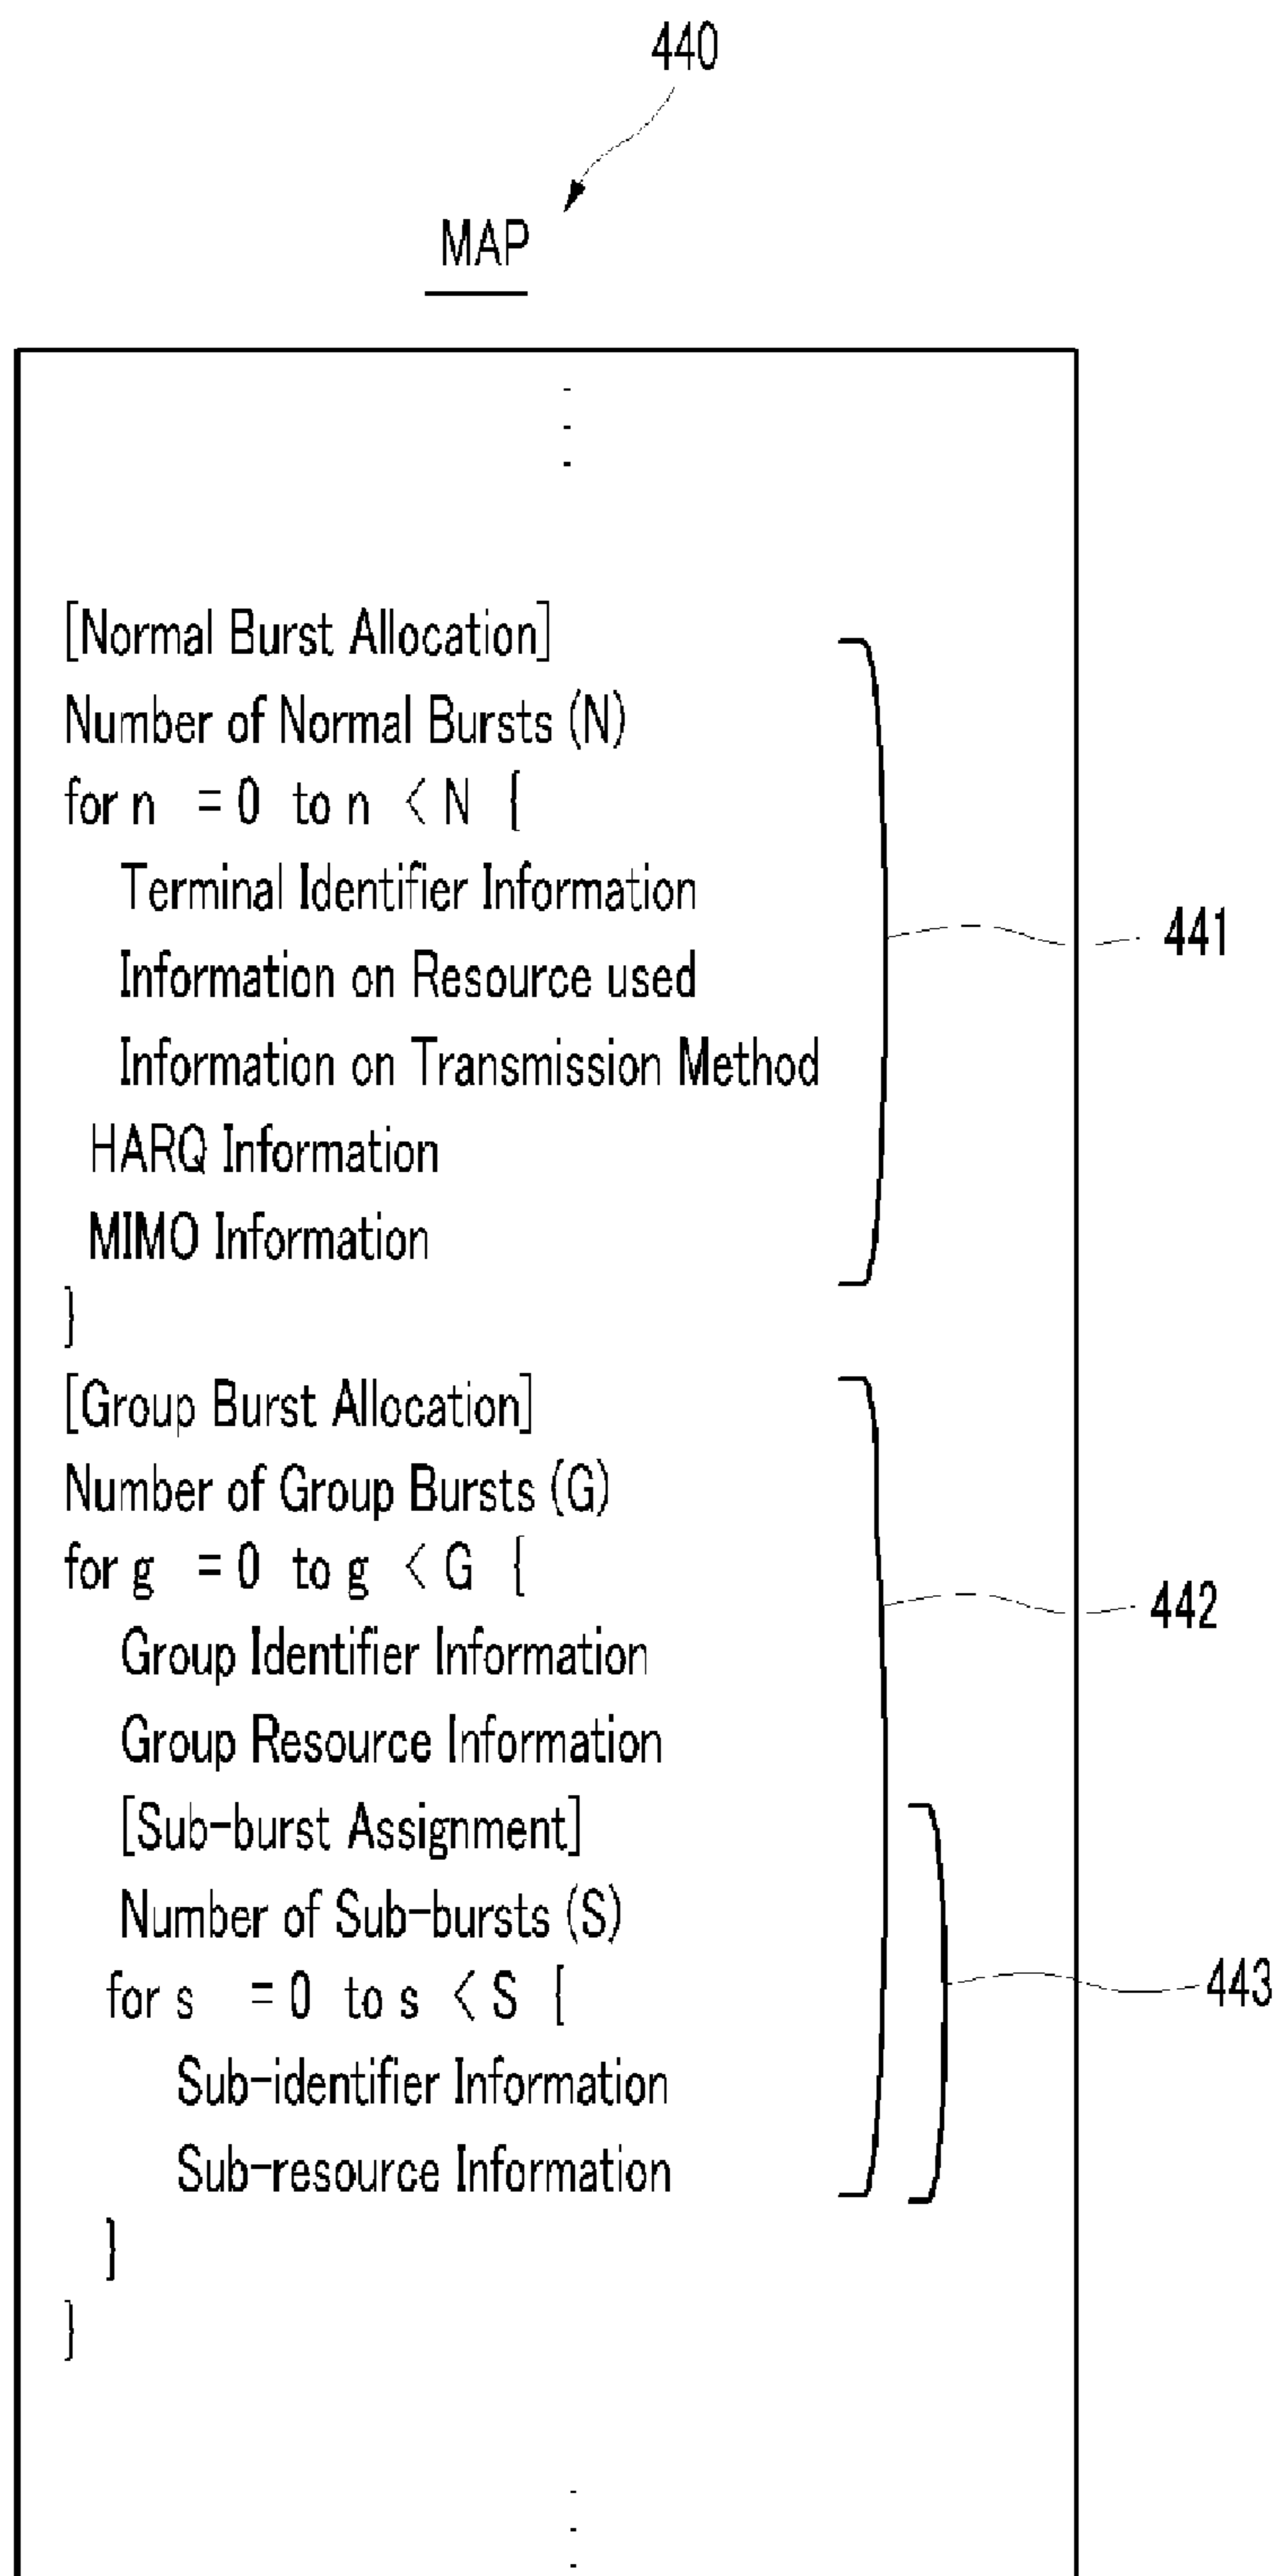 440
MAP
[Normal Burst Allocation]
Number of Normal Bursts (N)
for n = 0 to n < N {
Terminal Identifier Information
Information on Resource used
Information on Transmission Method
441
HARQ Information
MIMO Information
}
[Group Burst Allocation]
Number of Group Bursts (G)
for g = 0 to g < G {
442
Group Identifier Information
Group Resource Information
[Sub-burst Assignment]
Number of Sub-bursts (S)
for s = 0 to s < S {
443
Sub-identifier Information
Sub-resource Information
}
}